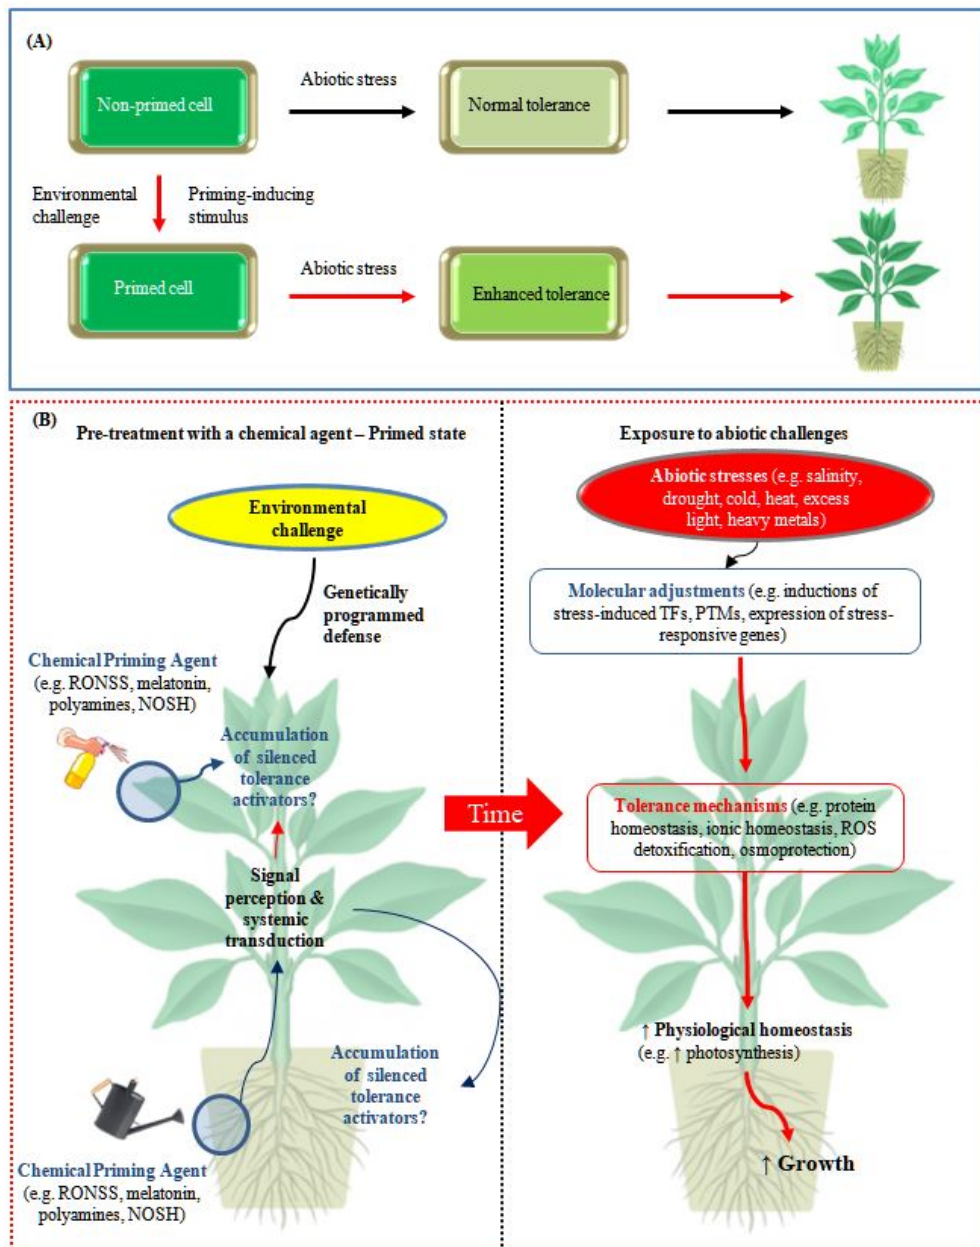 (A)
Non-primed cell
Abiotic stress
Normal tolerance
Environmental
challenge
Priming-inducing
stimulus
Primed cell
Abiotic stress
Enhanced tolerance
(B)
Pre-treatment with a chemical agent – Primed state
Environmental
challenge
Genetically
programmed
defense
Chemical Priming Agent
(e.g. RONSS, melatonin,
polyamines, NOSH)
Accumulation
of silenced
tolerance
activators?
Signal
perception &
systemic
transduction
Accumulation
of silenced
tolerance
activators?
Chemical Priming Agent
(e.g. RONSS, melatonin,
polyamines, NOSH)
Time
Exposure to abiotic challenges
Abiotic stresses (e.g. salinity,
drought, cold, heat, excess
light, heavy metals)
Molecular adjustments (e.g. inductions of
stress-induced TFs, PTMs, expression of stress-
responsive genes)
Tolerance mechanisms (e.g. protein
homeostasis, ionic homeostasis, ROS
detoxification, osmoprotection)
↑ Physiological homeostasis
(e.g. ↑ photosynthesis)
↑ Growth